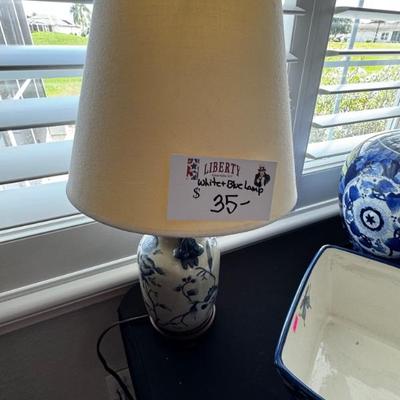 LIBERTY
White + Blue Lamp
$ 35-